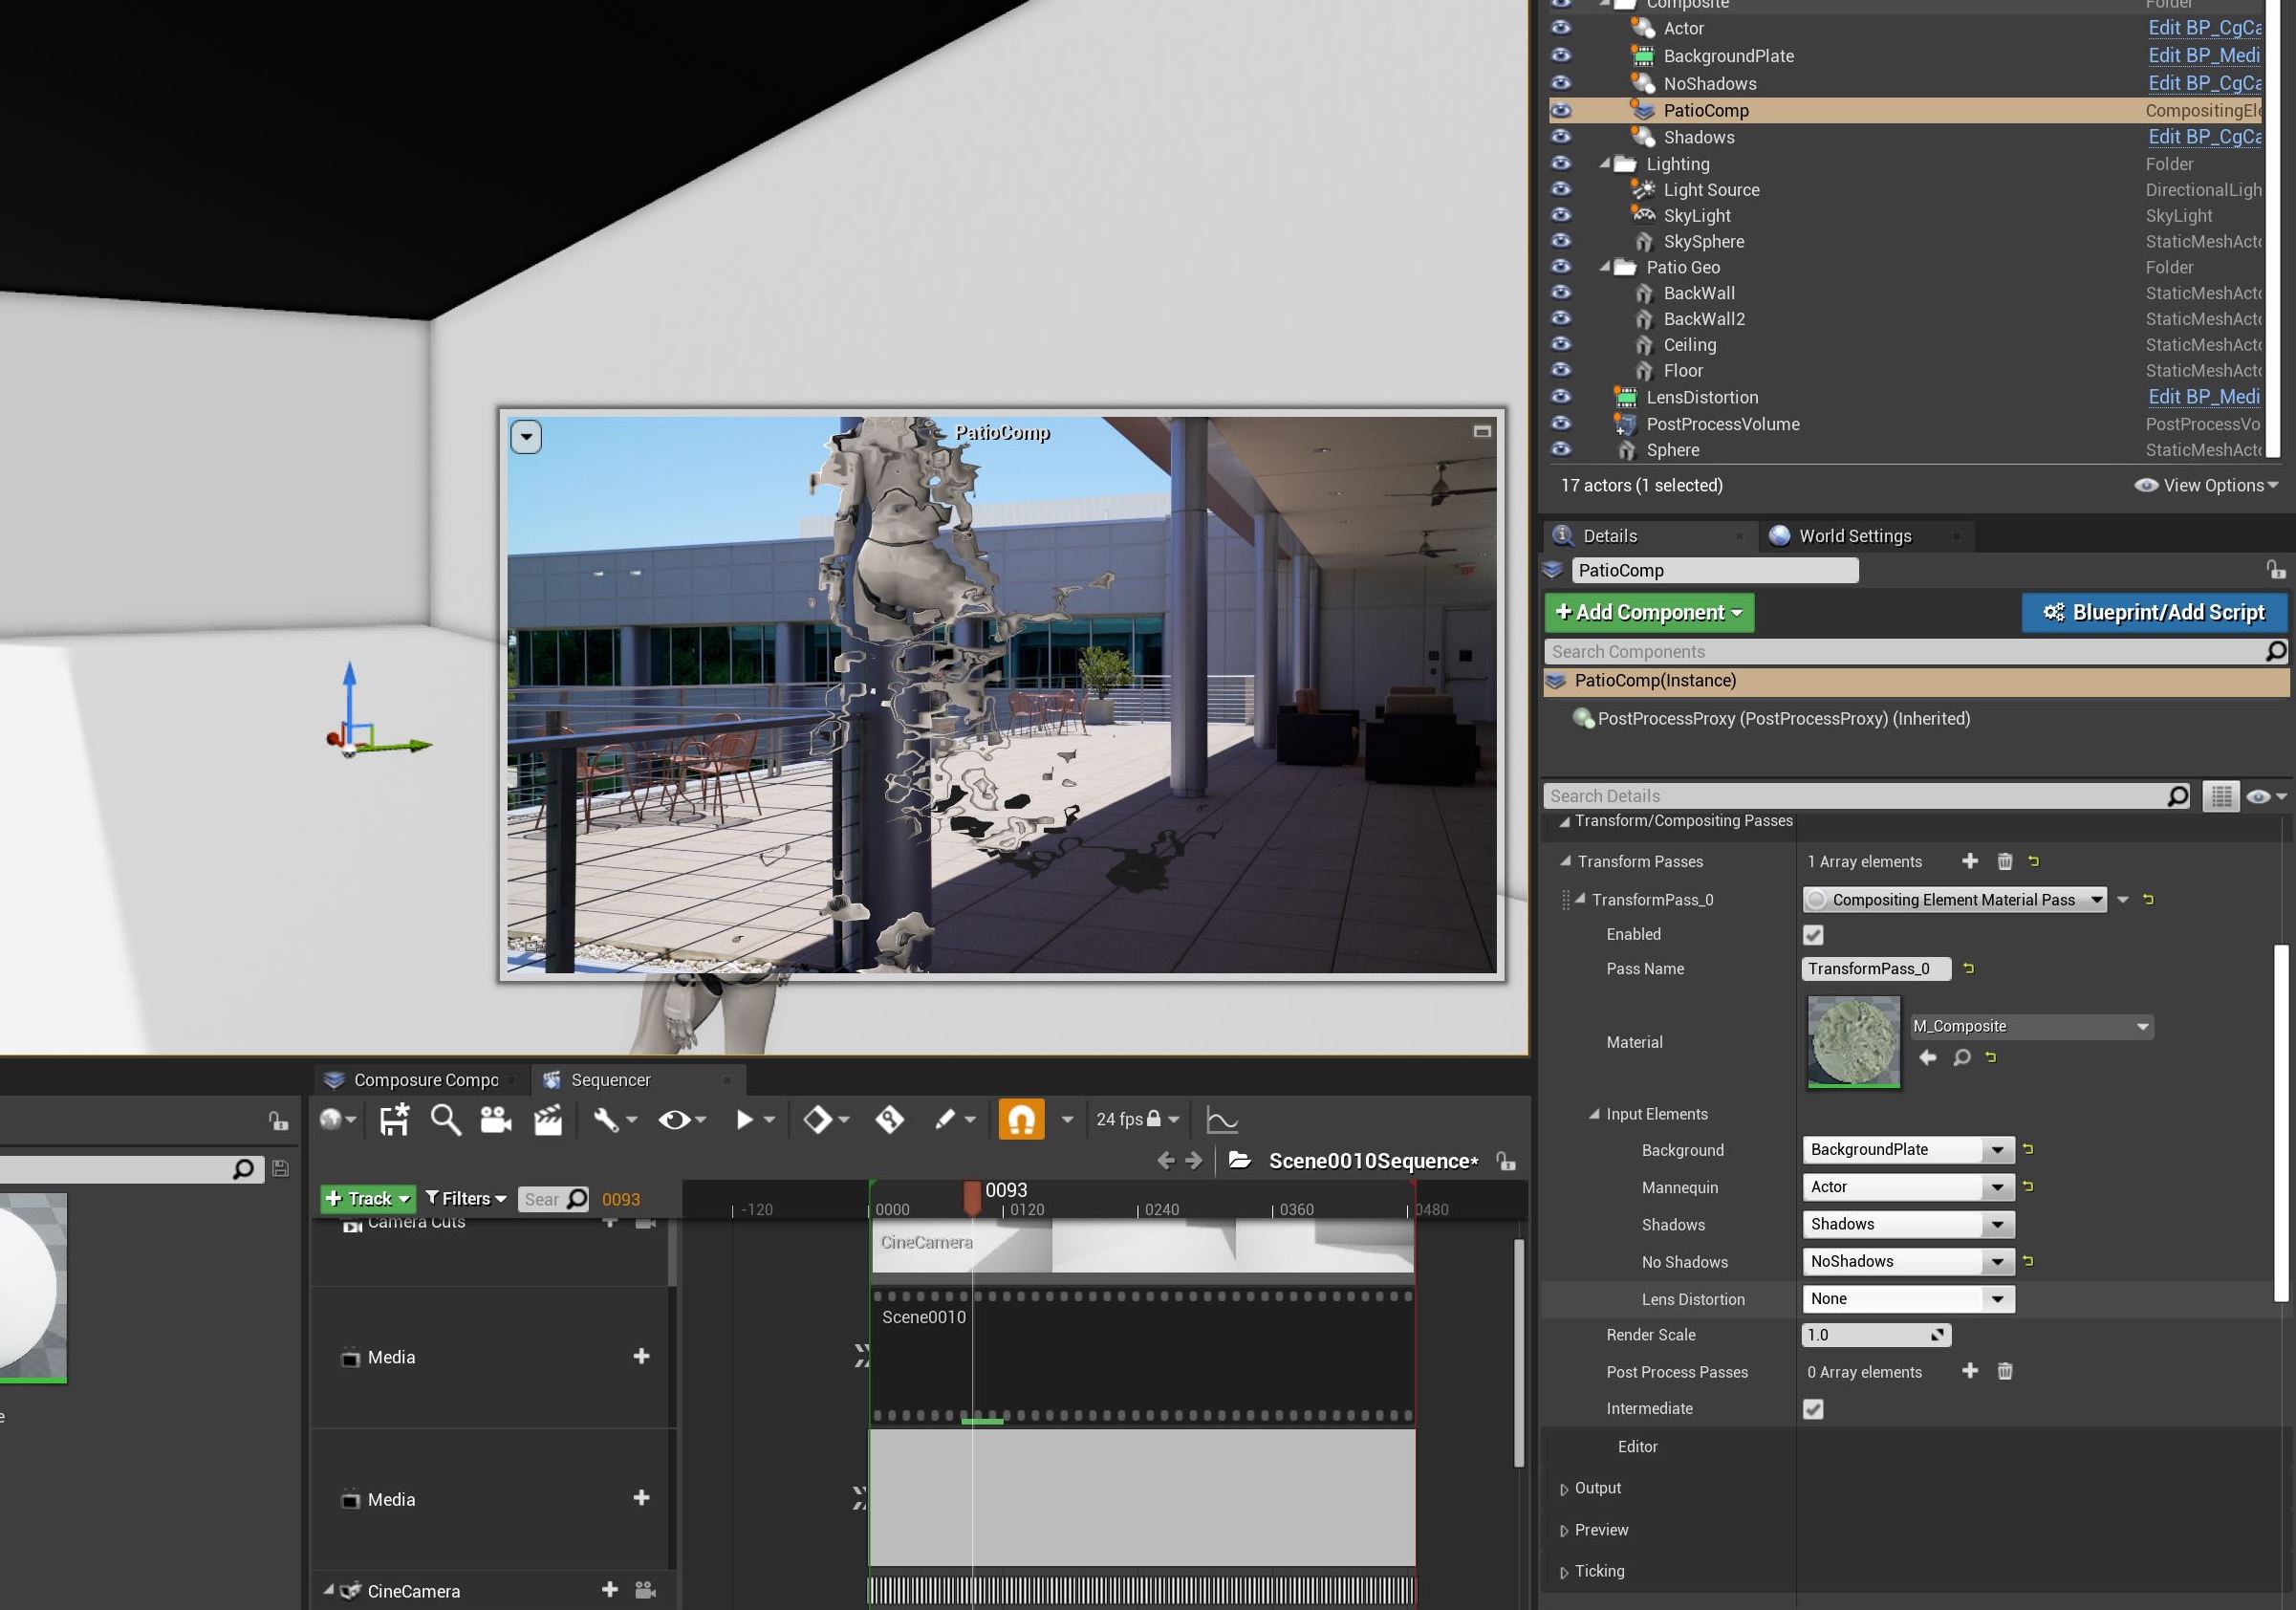 Composite Folder
Actor Edit BP_CgCa
BackgroundPlate Edit BP_Medi
NoShadows Edit BP_CgCa
PatioComp CompositingEle
Shadows Edit BP_CgCa
Lighting Folder
Light Source DirectionalLigh
SkyLight SkyLight
SkySphere StaticMeshActo
Patio Geo Folder
BackWall StaticMeshActo
BackWall2 StaticMeshActo
Ceiling StaticMeshActo
Floor StaticMeshActo
LensDistortion Edit BP_Medi
PostProcessVolume PostProcessVo
Sphere StaticMeshActo
17 actors (1 selected) View Options
PatioComp
Details World Settings
PatioComp
Add Component Blueprint/Add Script
Search Components
PatioComp(Instance)
PostProcessProxy (PostProcessProxy) (Inherited)
Search Details
Transform/Compositing Passes
Transform Passes 1 Array elements
TransformPass_0 Compositing Element Material Pass
Enabled
Pass Name TransformPass_0
Material M_Composite
Input Elements
Background BackgroundPlate
Mannequin Actor
Shadows Shadows
No Shadows NoShadows
Lens Distortion None
Render Scale 1.0
Post Process Passes 0 Array elements
Intermediate
Editor
Output
Preview
Ticking
Composure Compo Sequencer
24 fps
Scene0010Sequence*
Track Filters Sear 0093
0093
-120 0000 0120 0240 0360 0480
Camera Cuts
CineCamera
Scene0010
Media
Media
CineCamera
e